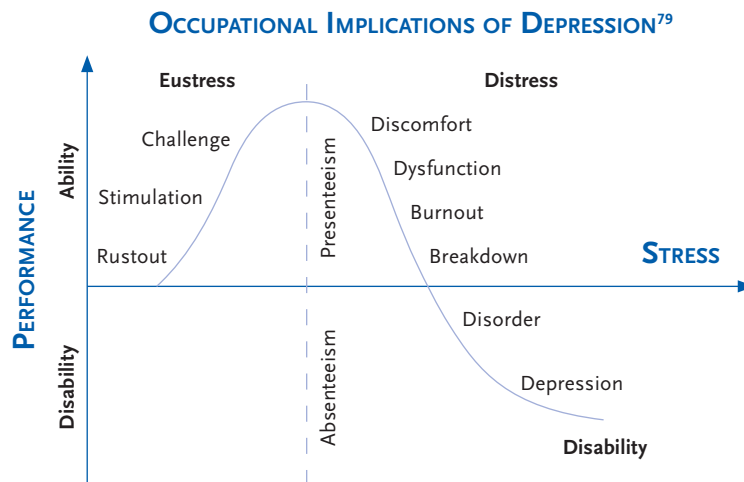 OCCUPATIONAL IMPLICATIONS OF DEPRESSION79
Eustress
Distress
Challenge
Discomfort
Stimulation
Dysfunction
Burnout
Rustout
Breakdown
Ability
Presenteeism
STRESS
PERFORMANCE
Disorder
Depression
Disability
Absenteeism
Disability